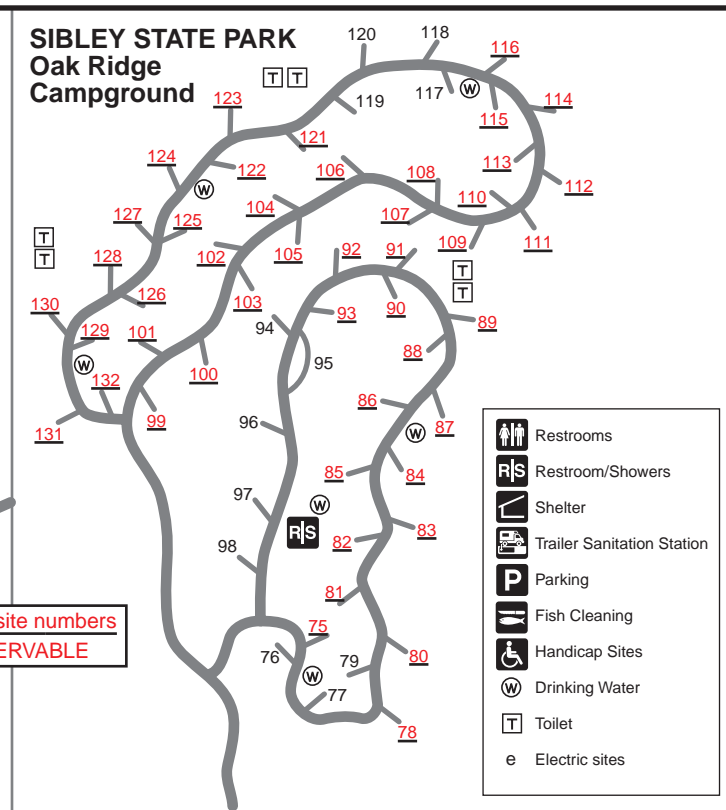 SIBLEY STATE PARK
Oak Ridge
Campground
120
118
116
117
T T
119
123
114
115
121
124
122
106
108
113
W
W
112
104
110
127
125
107
111
109
102
105
92
91
T
T
128
T
T
126
103
93
90
130
94
89
129
101
95
88
W
100
132
86
99
131
96
87
W
85
84
97
W
R|S
83
82
98
81
75
76
79
80
W
77
78
site numbers
ERVABLE
Restrooms
R|S Restroom/Showers
Shelter
Trailer Sanitation Station
P Parking
Fish Cleaning
Handicap Sites
W Drinking Water
T Toilet
e Electric sites